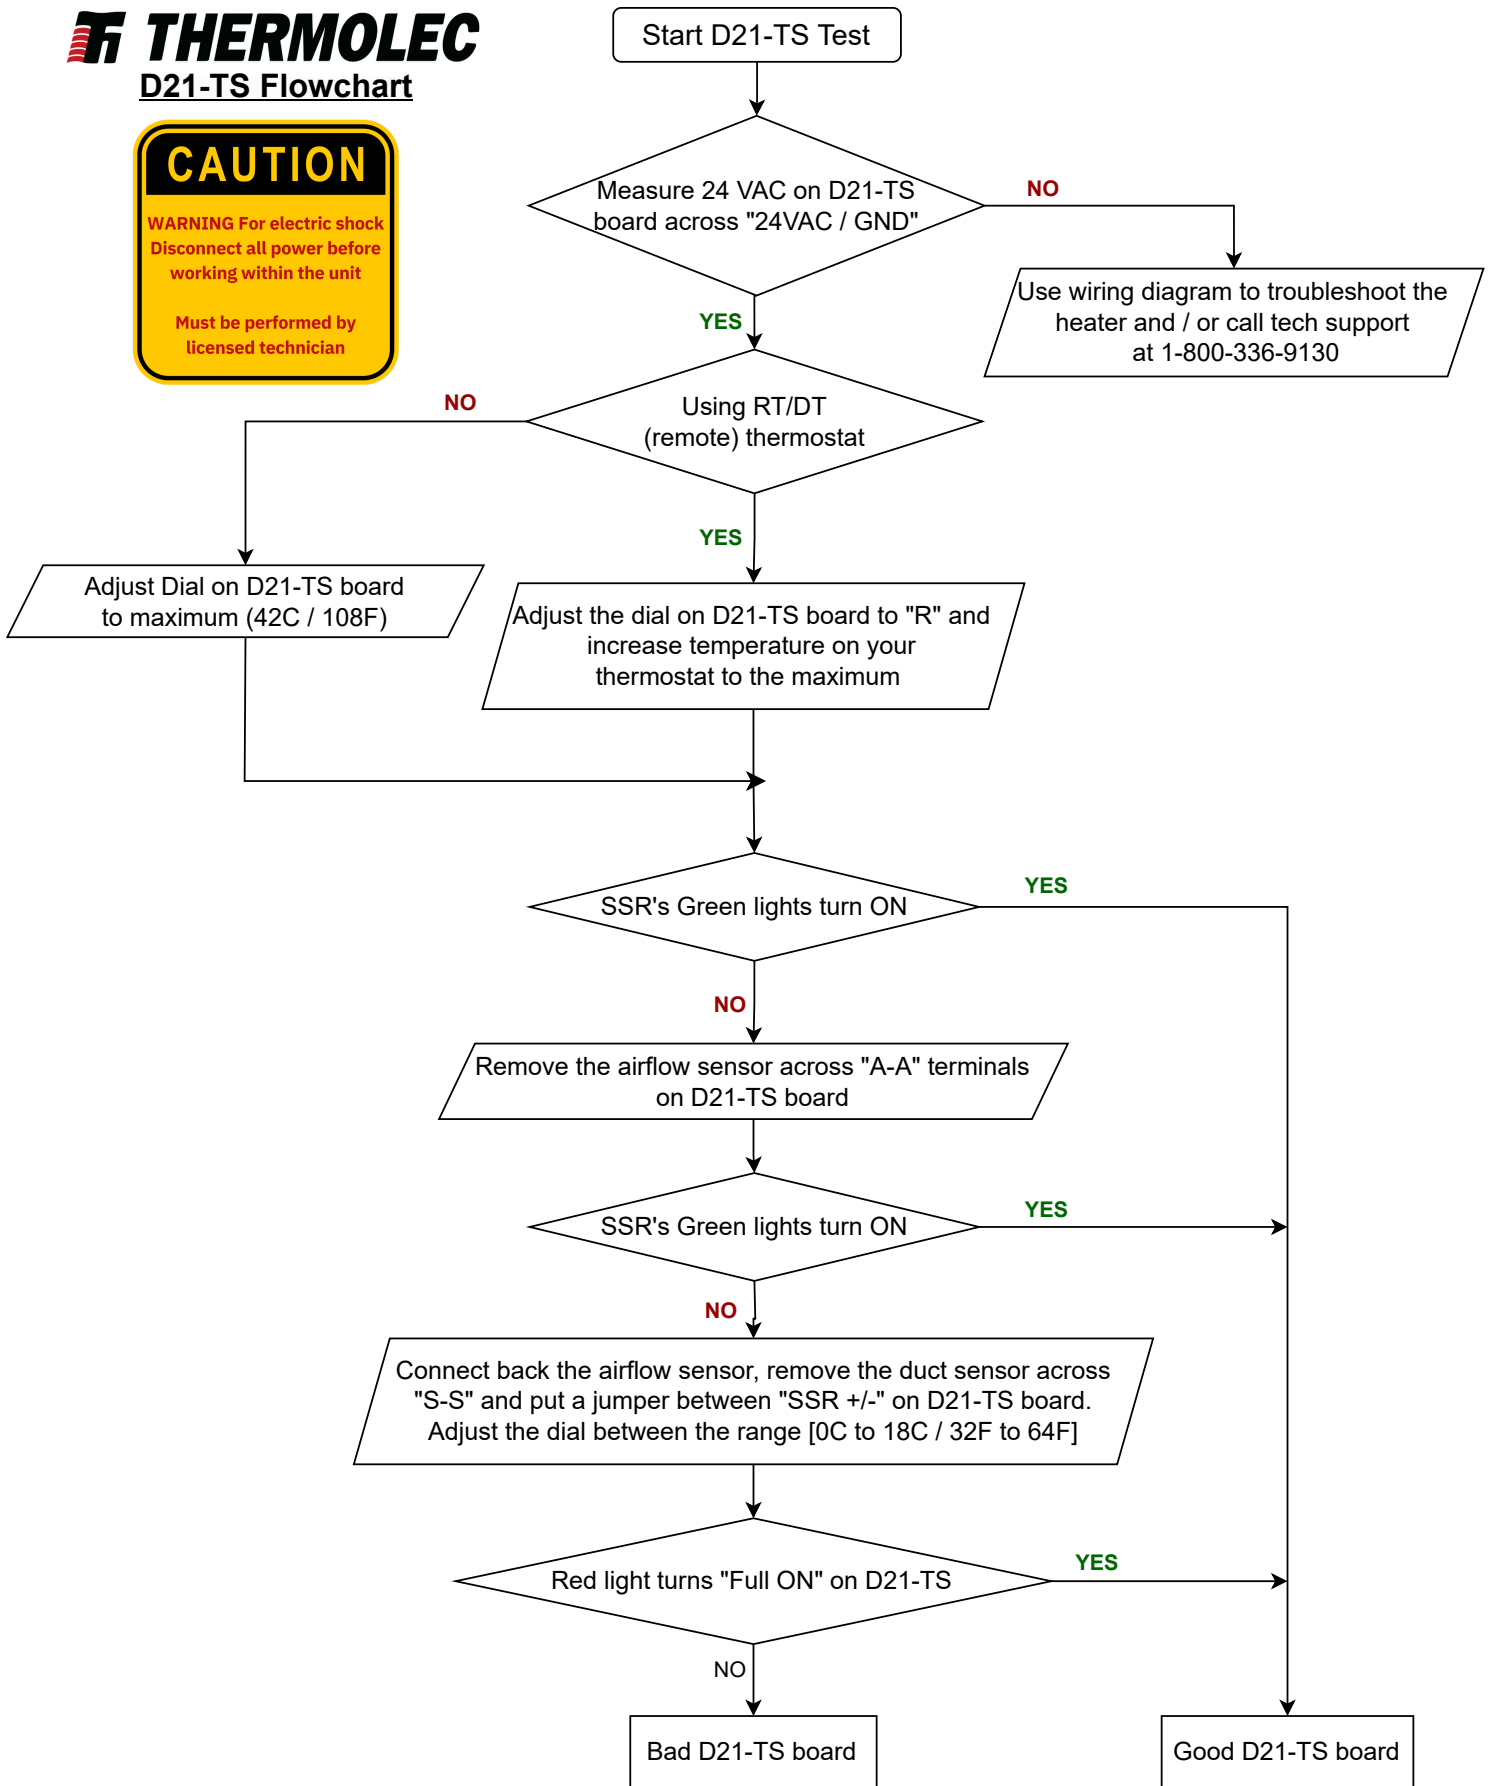 THERMOLEC
D21-TS Flowchart
CAUTION
WARNING For electric shock
Disconnect all power before
working within the unit
Must be performed by
licensed technician
Start D21-TS Test
Measure 24 VAC on D21-TS
board across "24VAC / GND"
NO
Use wiring diagram to troubleshoot the
heater and / or call tech support
at 1-800-336-9130
YES
Using RT/DT
(remote) thermostat
NO
YES
Adjust Dial on D21-TS board
to maximum (42C / 108F)
Adjust the dial on D21-TS board to "R" and
increase temperature on your
thermostat to the maximum
SSR's Green lights turn ON
YES
NO
Remove the airflow sensor across "A-A" terminals
on D21-TS board
SSR's Green lights turn ON
YES
NO
Connect back the airflow sensor, remove the duct sensor across
"S-S" and put a jumper between "SSR +/-" on D21-TS board.
Adjust the dial between the range [0C to 18C / 32F to 64F]
Red light turns "Full ON" on D21-TS
YES
NO
Bad D21-TS board
Good D21-TS board